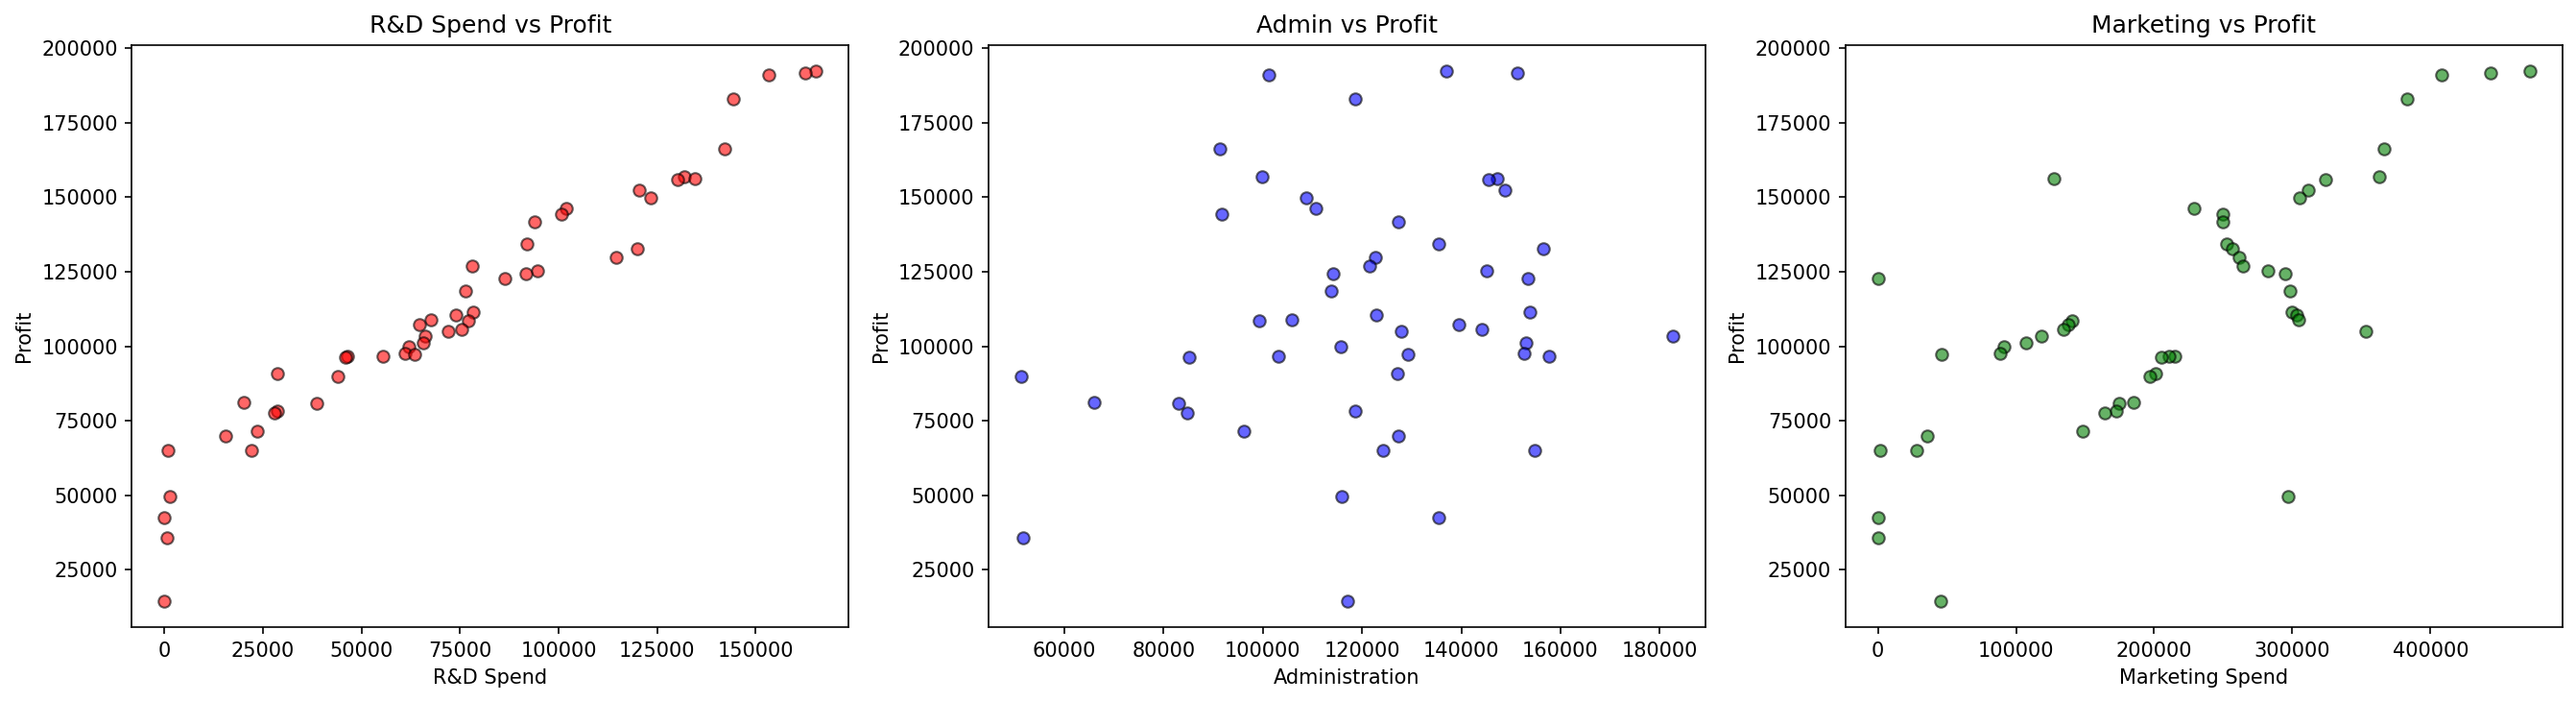 R&D Spend vs Profit
200000
175000
150000
125000
100000
75000
50000
25000
Profit
0 25000 50000 75000 100000 125000 150000
R&D Spend
Admin vs Profit
200000
175000
150000
125000
100000
75000
50000
25000
Profit
60000 80000 100000 120000 140000 160000 180000
Administration
Marketing vs Profit
200000
175000
150000
125000
100000
75000
50000
25000
Profit
0 100000 200000 300000 400000
Marketing Spend